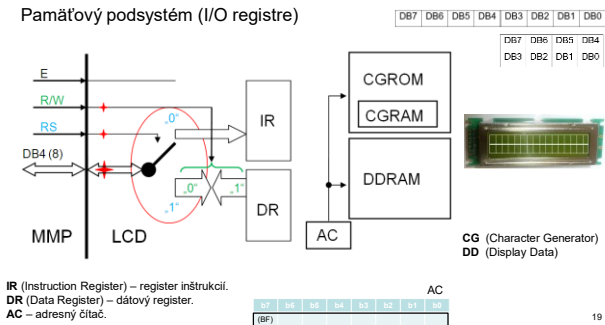 Pamäťový podsystém (I/O registre)
DB7 DB6 DB5 DB4 DB3 DB2 DB1 DB0
DB7 DB6 DB5 DB4
DB3 DB2 DB1 DB0
E
R/W
RS
DB4 (8)
„0“
„0“ „1“
„1“
MMP LCD
IR
DR
CGROM
CGRAM
DDRAM
AC
CG (Character Generator)
DD (Display Data)
IR (Instruction Register) – register inštrukcií.
DR (Data Register) – dátový register.
AC – adresný čítač.
AC
b7 b6 b5 b4 b3 b2 b1 b0
(BF)
19